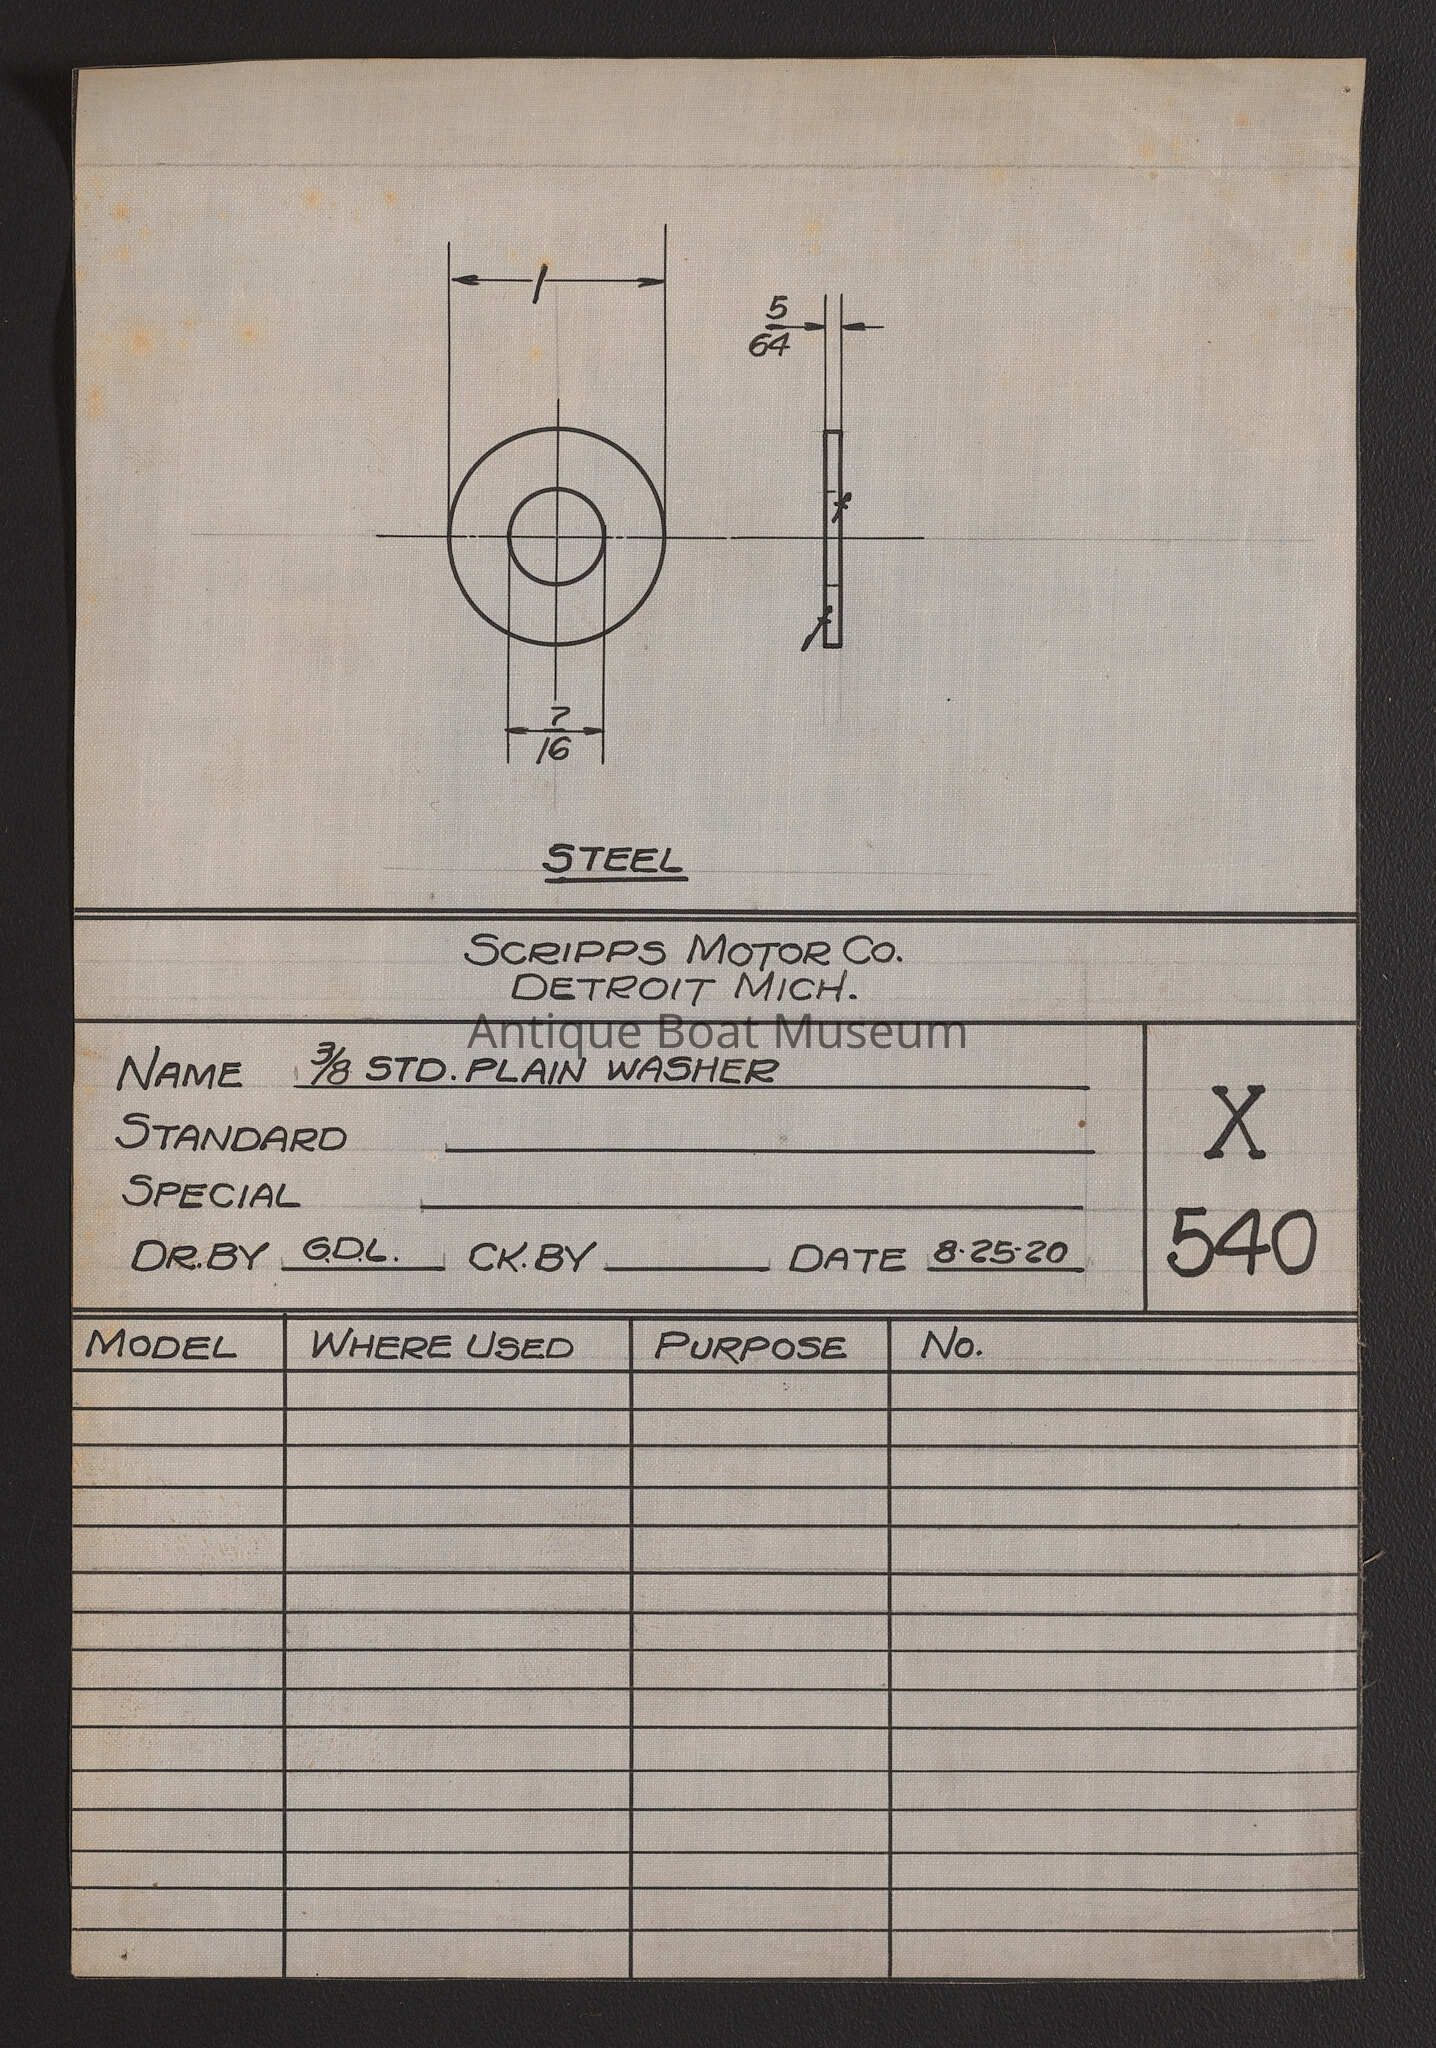 1
5
64
7
16
STEEL
SCRIPPS MOTOR CO.
DETROIT MICH.
Antique Boat Museum
NAME 3/8 STD. PLAIN WASHER
STANDARD
SPECIAL
DR. BY G.D.L. CK. BY DATE 8-25-20
X
540
MODEL WHERE USED PURPOSE NO.